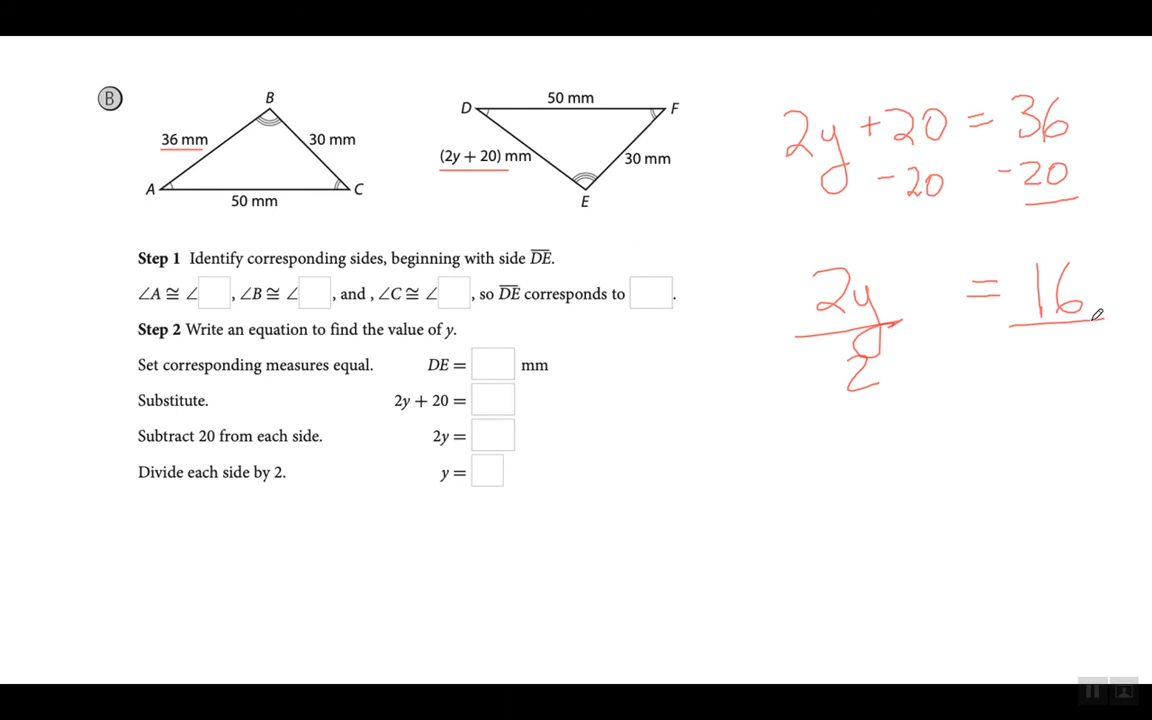 B
B
36 mm
30 mm
A
C
50 mm
50 mm
D
F
(2y + 20) mm
30 mm
E
Step 1 Identify corresponding sides, beginning with side DE.
∠A ≅ ∠ , ∠B ≅ ∠ , and , ∠C ≅ ∠ , so DE corresponds to .
Step 2 Write an equation to find the value of y.
Set corresponding measures equal. DE = mm
Substitute. 2y + 20 =
Subtract 20 from each side. 2y =
Divide each side by 2. y =
2y + 20 = 36
- 20 - 20
2y = 16
2